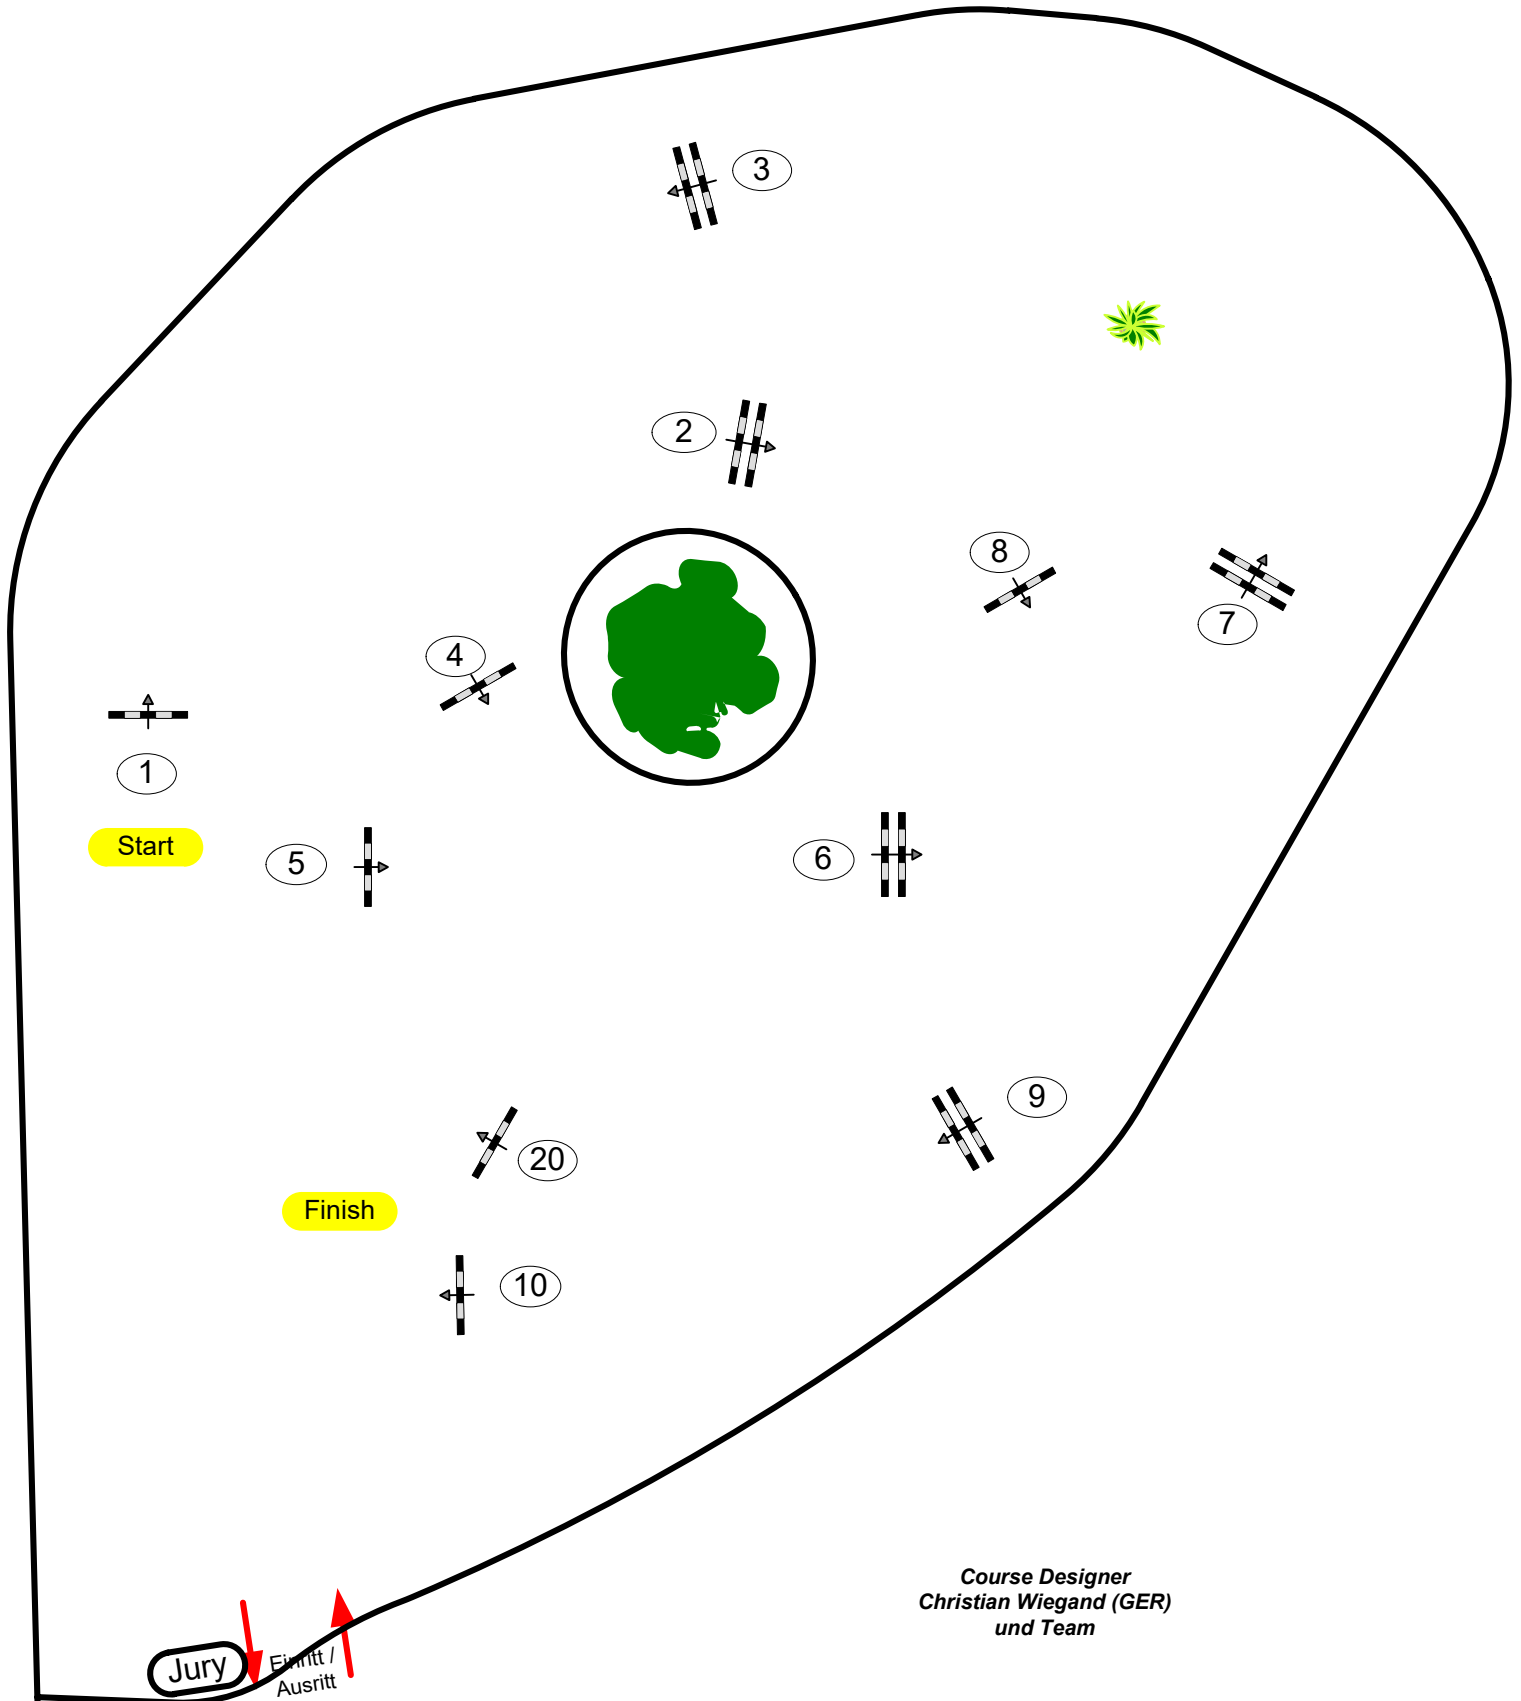 3
2
8
7
4
1
Start
5
6
9
20
Finish
10
Course Designer
Christian Wiegand (GER)
und Team
Jury
Einritt /
Ausritt